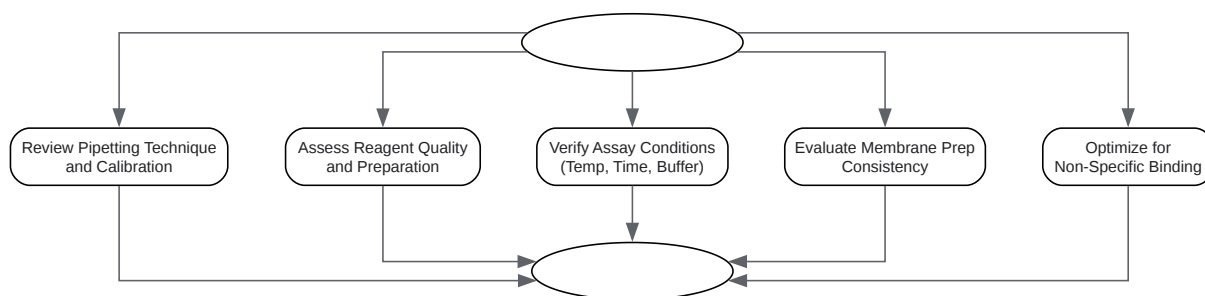 Review Pipetting Technique
and Calibration
Assess Reagent Quality
and Preparation
Verify Assay Conditions
(Temp, Time, Buffer)
Evaluate Membrane Prep
Consistency
Optimize for
Non-Specific Binding